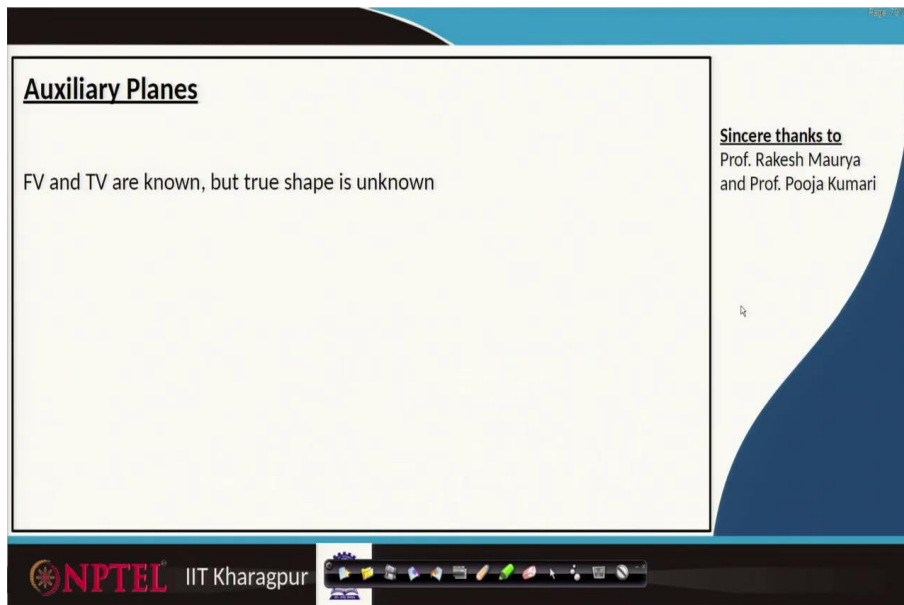 Auxiliary Planes
FV and TV are known, but true shape is unknown
Sincere thanks to
Prof. Rakesh Maurya
and Prof. Pooja Kumari
NPTEL
IIT Kharagpur